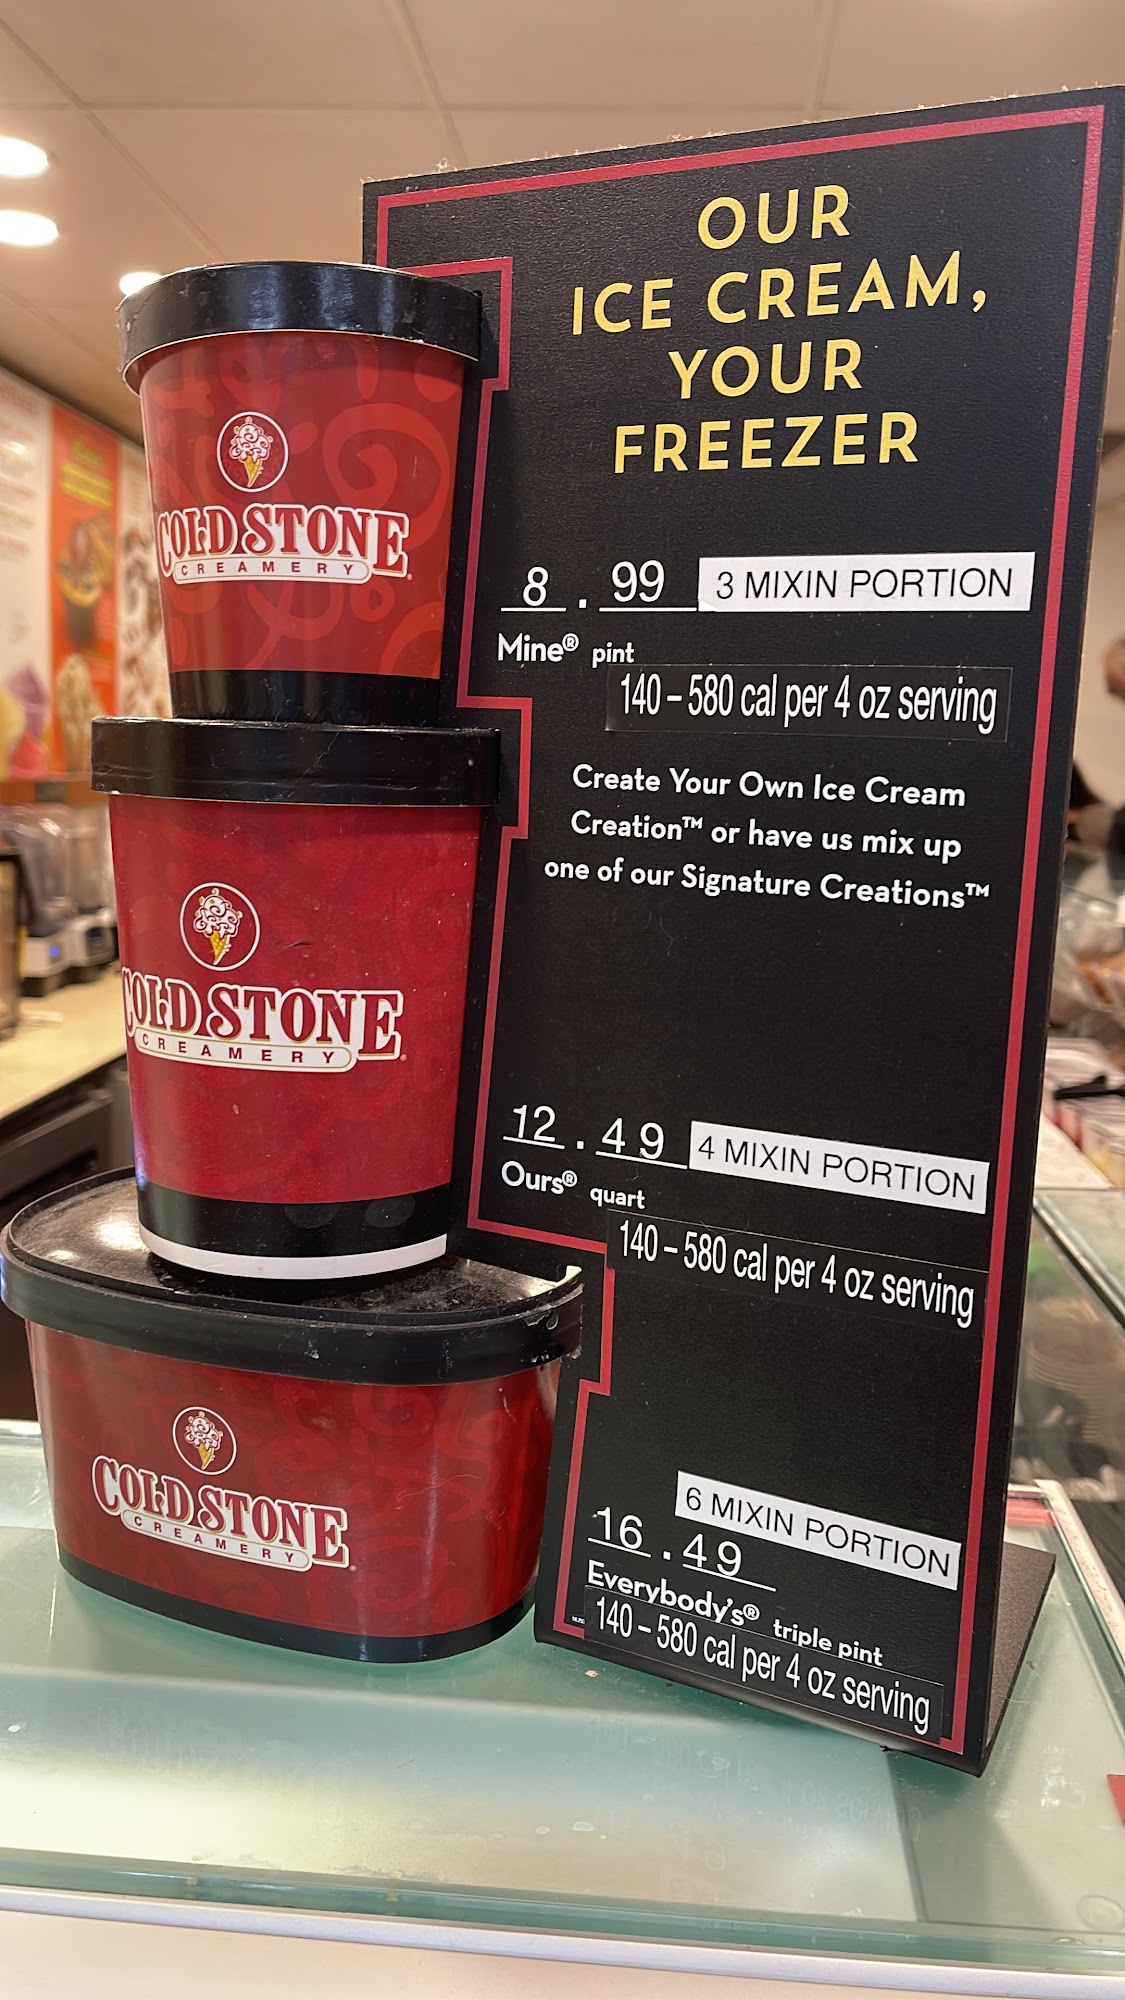 OUR
ICE CREAM,
YOUR
FREEZER
8.99 3 MIXIN PORTION
Mine® pint
140 – 580 cal per 4 oz serving
Create Your Own Ice Cream
Creation™ or have us mix up
one of our Signature Creations™
12.49 4 MIXIN PORTION
Ours® quart
140 – 580 cal per 4 oz serving
6 MIXIN PORTION
16.49
Everybody's® triple pint
140 – 580 cal per 4 oz serving
COLD STONE
CREAMERY
COLD STONE
CREAMERY
COLD STONE
CREAMERY